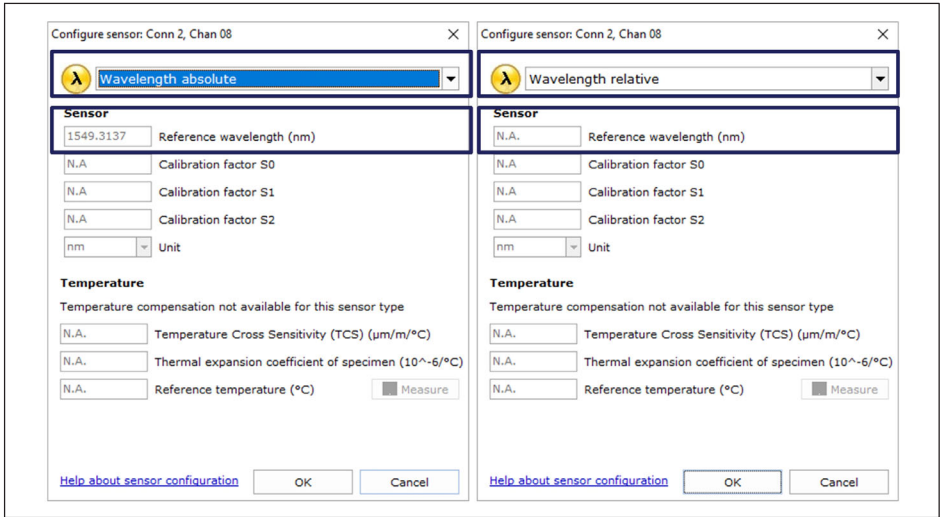 Configure sensor: Conn 2, Chan 08
λ Wavelength absolute
Sensor
1549.3137 Reference wavelength (nm)
N.A Calibration factor S0
N.A Calibration factor S1
N.A Calibration factor S2
nm Unit
Temperature
Temperature compensation not available for this sensor type
N.A. Temperature Cross Sensitivity (TCS) (μm/m/°C)
N.A. Thermal expansion coefficient of specimen (10^-6/°C)
N.A. Reference temperature (°C) Measure
Help about sensor configuration OK Cancel
Configure sensor: Conn 2, Chan 08
λ Wavelength relative
Sensor
N.A. Reference wavelength (nm)
N.A Calibration factor S0
N.A Calibration factor S1
N.A Calibration factor S2
nm Unit
Temperature
Temperature compensation not available for this sensor type
N.A. Temperature Cross Sensitivity (TCS) (μm/m/°C)
N.A. Thermal expansion coefficient of specimen (10^-6/°C)
N.A. Reference temperature (°C) Measure
Help about sensor configuration OK Cancel